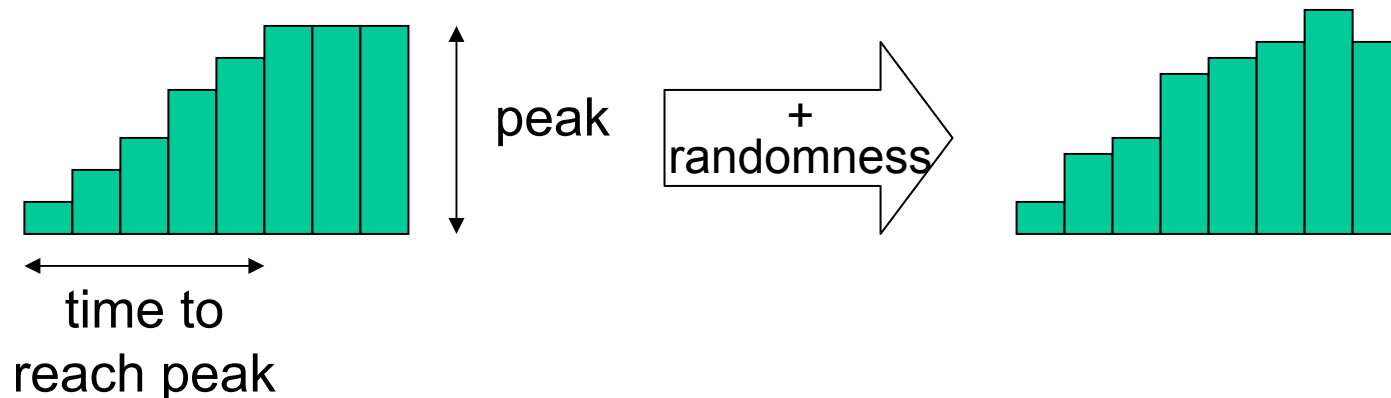 peak
+
randomness
time to
reach peak